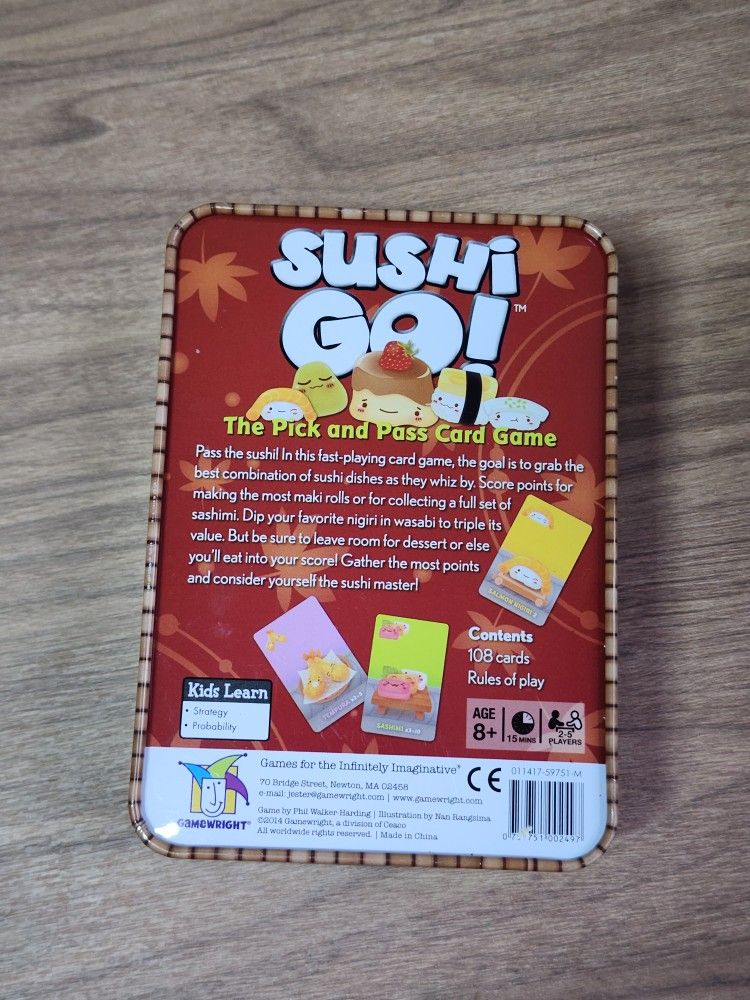 SUSHI
GO!™
The Pick and Pass Card Game
Pass the sushi! In this fast-playing card game, the goal is to grab the
best combination of sushi dishes as they whiz by. Score points for
making the most maki rolls or for collecting a full set of
sashimi. Dip your favorite nigiri in wasabi to triple its
value. But be sure to leave room for dessert or else
you'll eat into your score! Gather the most points
and consider yourself the sushi master!
SALMON NIGIRI 2
TEMPURA x2=5
SASHIMI x3=10
Contents
108 cards
Rules of play
Kids Learn
• Strategy
• Probability
AGE
8+
15 MINS
2-5
PLAYERS
GAMEWRIGHT®
Games for the Infinitely Imaginative®
70 Bridge Street, Newton, MA 02458
e-mail: jester@gamewright.com | www.gamewright.com
Game by Phil Walker-Harding | Illustration by Nan Rangsima
©2014 Gamewright, a division of Ceaco
All worldwide rights reserved. | Made in China
CE
011417-59751-M